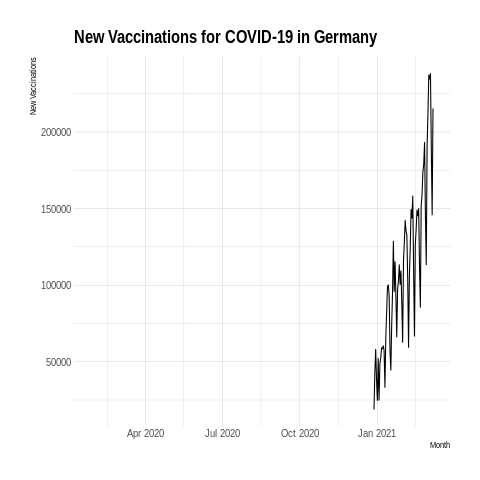 New Vaccinations for COVID-19 in Germany
New Vaccinations
200000
150000
100000
50000
Apr 2020
Jul 2020
Oct 2020
Jan 2021
Month